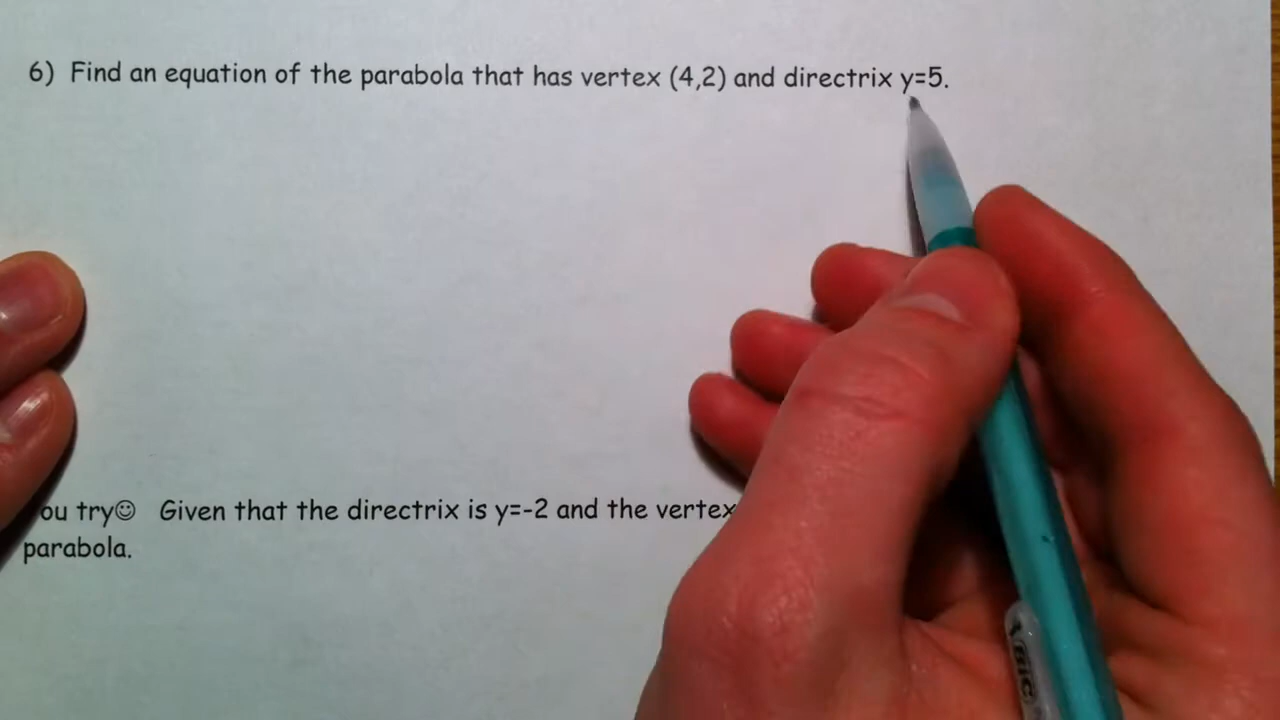 6) Find an equation of the parabola that has vertex (4,2) and directrix y=5.
ou try☺ Given that the directrix is y=-2 and the vertex
parabola.
BIC